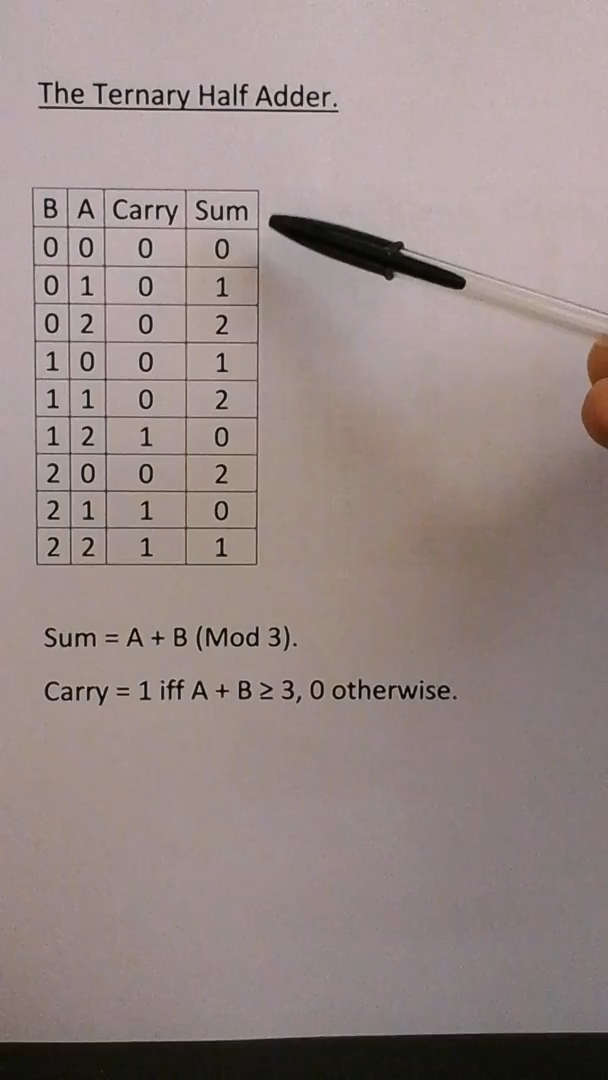 The Ternary Half Adder.
B A Carry Sum
0 0 0 0
0 1 0 1
0 2 0 2
1 0 0 1
1 1 0 2
1 2 1 0
2 0 0 2
2 1 1 0
2 2 1 1
Sum = A + B (Mod 3).
Carry = 1 iff A + B ≥ 3, 0 otherwise.